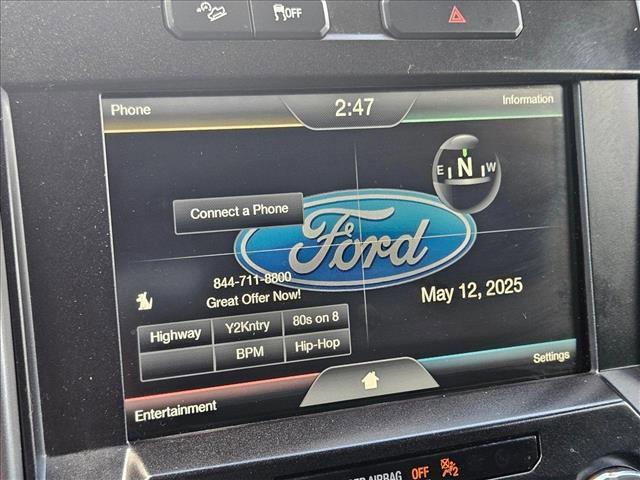 OFF
Phone
2:47
Information
E N W
Connect a Phone
Ford
844-711-8800
Great Offer Now!
May 12, 2025
Highway Y2Kntry 80s on 8
BPM Hip-Hop
Settings
Entertainment
AIRBAG OFF 2